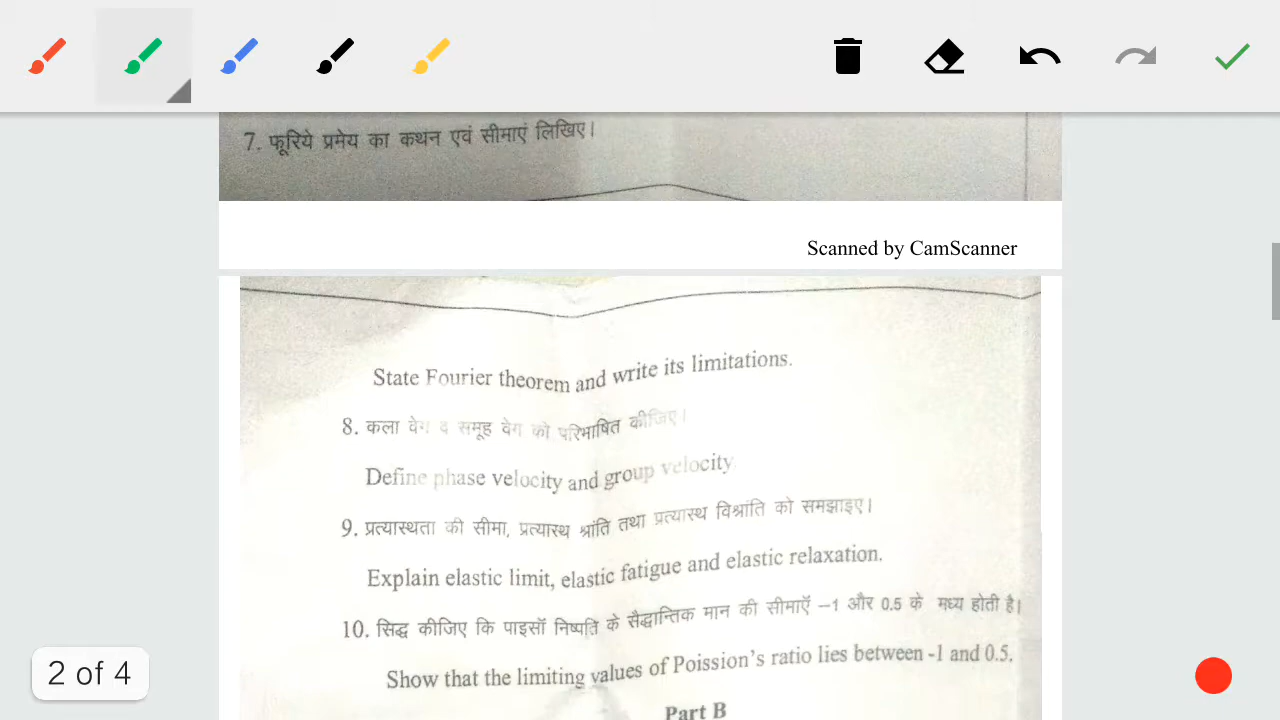 7. फूरिये प्रमेय का कथन एवं सीमाएं लिखिए।
Scanned by CamScanner
State Fourier theorem and write its limitations.
8. कला वेग व समूह वेग को परिभाषित कीजिए।
Define phase velocity and group velocity
9. प्रत्यास्थता की सीमा, प्रत्यास्थ श्रांति तथा प्रत्यास्थ विश्रांति को समझाइए।
Explain elastic limit, elastic fatigue and elastic relaxation.
10. सिद्ध कीजिए कि पाइसॉ निष्पति के सैद्धान्तिक मान की सीमाएँ –1 और 0.5 के मध्य होती है।
Show that the limiting values of Poission's ratio lies between -1 and 0.5.
Part B
2 of 4